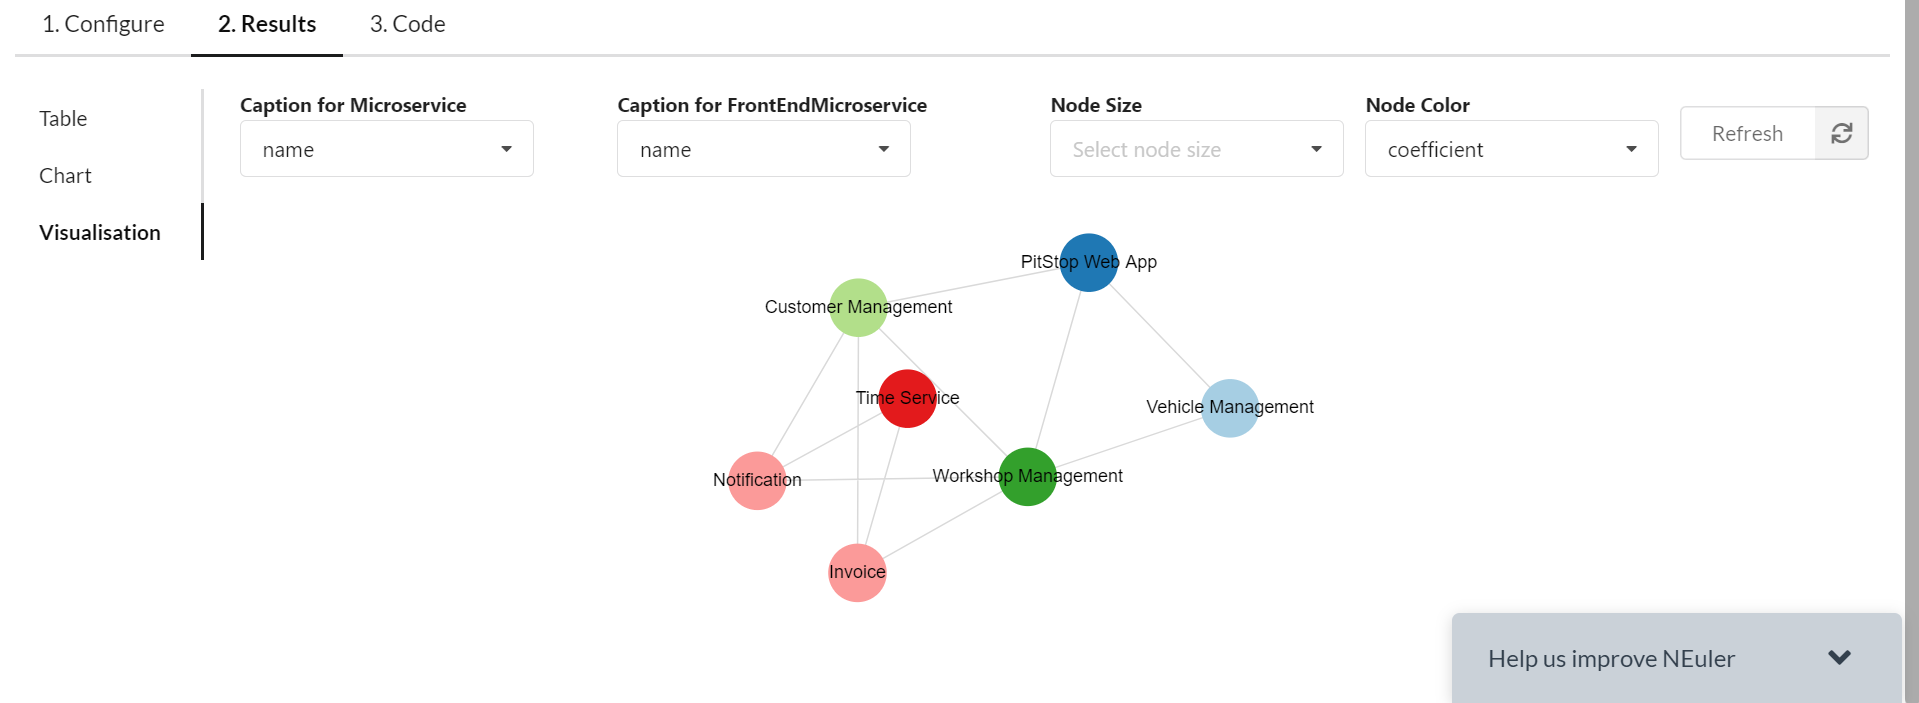 1. Configure
2. Results
3. Code
Table
Chart
Visualisation
Caption for Microservice
name
Caption for FrontEndMicroservice
name
Node Size
Select node size
Node Color
coefficient
Refresh
PitStop Web App
Customer Management
Time Service
Vehicle Management
Notification
Workshop Management
Invoice
Help us improve NEuler